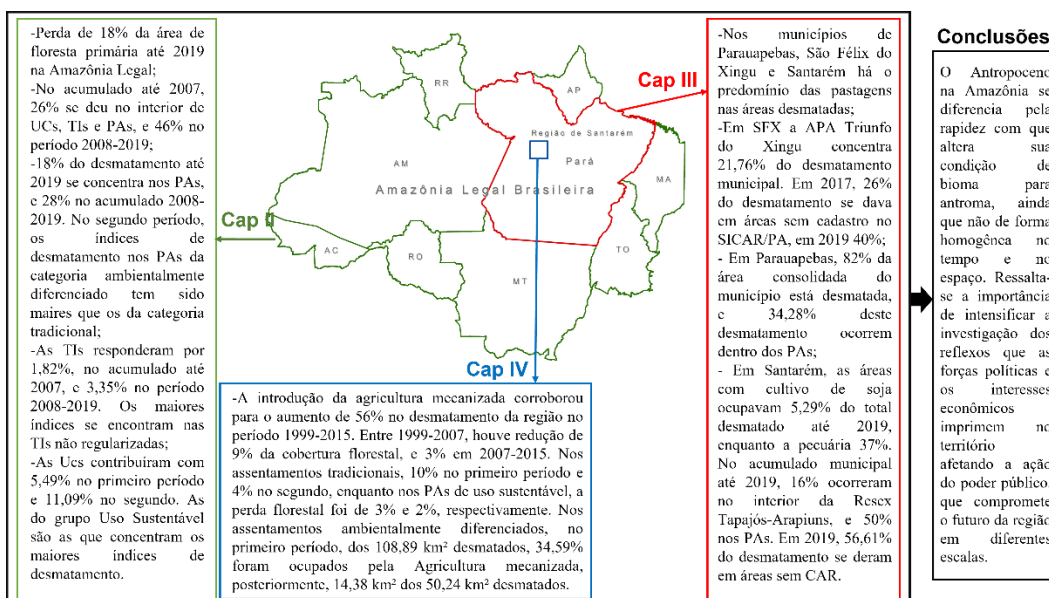 -Perda de 18% da área de
floresta primária até 2019
na Amazônia Legal;
-No acumulado até 2007,
26% se deu no interior de
UCs, TIs e PAs, e 46% no
período 2008-2019;
-18% do desmatamento até
2019 se concentra nos PAs,
e 28% no acumulado 2008-
2019. No segundo período,
os índices de
desmatamento nos PAs da
categoria ambientalmente
diferenciado tem sido
maires que os da categoria
tradicional;
-As TIs responderam por
1,82%, no acumulado até
2007, e 3,35% no período
2008-2019. Os maiores
índices se encontram nas
TIs não regularizadas;
-As Ucs contribuíram com
5,49% no primeiro período
e 11,09% no segundo. As
do grupo Uso Sustentável
são as que concentram os
maiores índices de
desmatamento.
Cap II
RR
AP
Região de Santarém
AM
Pará
Amazônia Legal Brasileira
MA
AC
RO
TO
MT
Cap III
Cap IV
-A introdução da agricultura mecanizada corroborou
para o aumento de 56% no desmatamento da região no
período 1999-2015. Entre 1999-2007, houve redução de
9% da cobertura florestal, e 3% em 2007-2015. Nos
assentamentos tradicionais, 10% no primeiro período e
4% no segundo, enquanto nos PAs de uso sustentável, a
perda florestal foi de 3% e 2%, respectivamente. Nos
assentamentos ambientalmente diferenciados, no
primeiro período, dos 108,89 km² desmatados, 34,59%
foram ocupados pela Agricultura mecanizada,
posteriormente, 14,38 km² dos 50,24 km² desmatados.
-Nos municípios de
Parauapebas, São Félix do
Xingu e Santarém há o
predomínio das pastagens
nas áreas desmatadas;
-Em SFX a APA Triunfo
do Xingu concentra
21,76% do desmatamento
municipal. Em 2017, 26%
do desmatamento se dava
em áreas sem cadastro no
SICAR/PA, em 2019 40%;
- Em Parauapebas, 82% da
área consolidada do
município está desmatada,
e 34,28% deste
desmatamento ocorrem
dentro dos PAs;
- Em Santarém, as áreas
com cultivo de soja
ocupavam 5,29% do total
desmatado até 2019,
enquanto a pecuária 37%.
No acumulado municipal
até 2019, 16% ocorreram
no interior da Resex
Tapajós-Arapiuns, e 50%
nos PAs. Em 2019, 56,61%
do desmatamento se deram
em áreas sem CAR.
Conclusões
O Antropoceno
na Amazônia se
diferencia pela
rapidez com que
altera sua
condição de
bioma para
antroma, ainda
que não de forma
homogênea no
tempo e no
espaço. Ressalta-
se a importância
de intensificar a
investigação dos
reflexos que as
forças políticas e
os interesses
econômicos
imprimem no
território
afetando a ação
do poder público,
que compromete
o futuro da região
em diferentes
escalas.